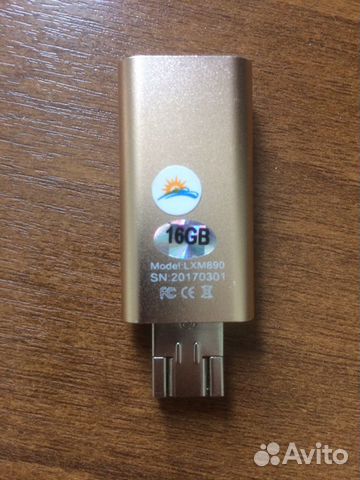 16GB
Model:LXM890
SN:20170301
FC CE
Avito